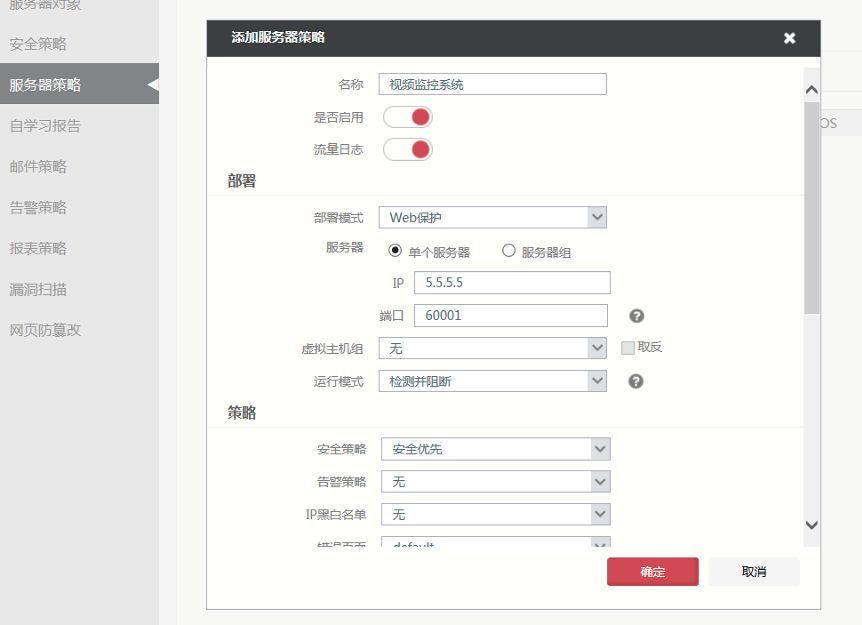 服务器对象
安全策略
服务器策略
自学习报告
邮件策略
告警策略
报表策略
漏洞扫描
网页防篡改
添加服务器策略
名称 视频监控系统
是否启用
流量日志
OS
部署
部署模式 Web保护
服务器 单个服务器 服务器组
IP 5.5.5.5
端口 60001
虚拟主机组 无 取反
运行模式 检测并阻断
策略
安全策略 安全优先
告警策略 无
IP黑白名单 无
错误页面 default
确定 取消